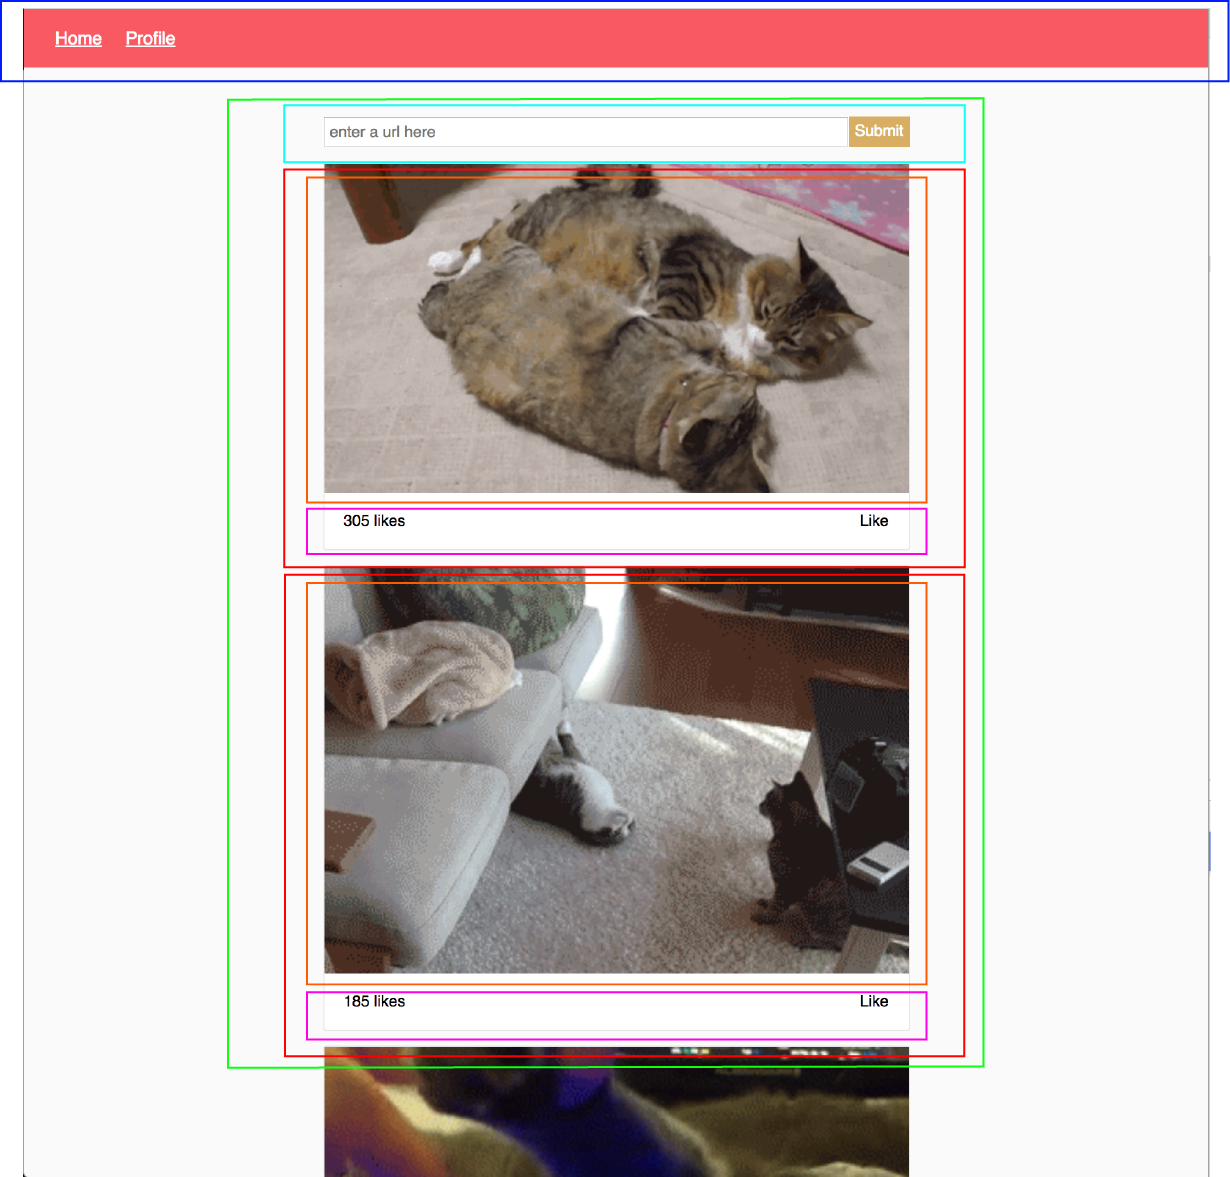 Home Profile
enter a url here Submit
305 likes Like
185 likes Like